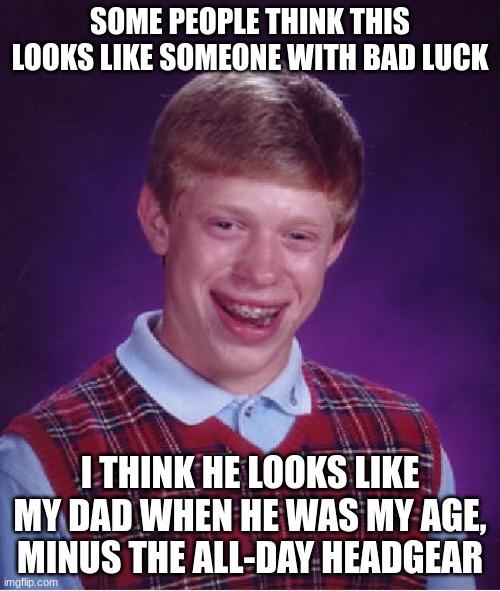 SOME PEOPLE THINK THIS
LOOKS LIKE SOMEONE WITH BAD LUCK
I THINK HE LOOKS LIKE
MY DAD WHEN HE WAS MY AGE,
MINUS THE ALL-DAY HEADGEAR
imgflip.com